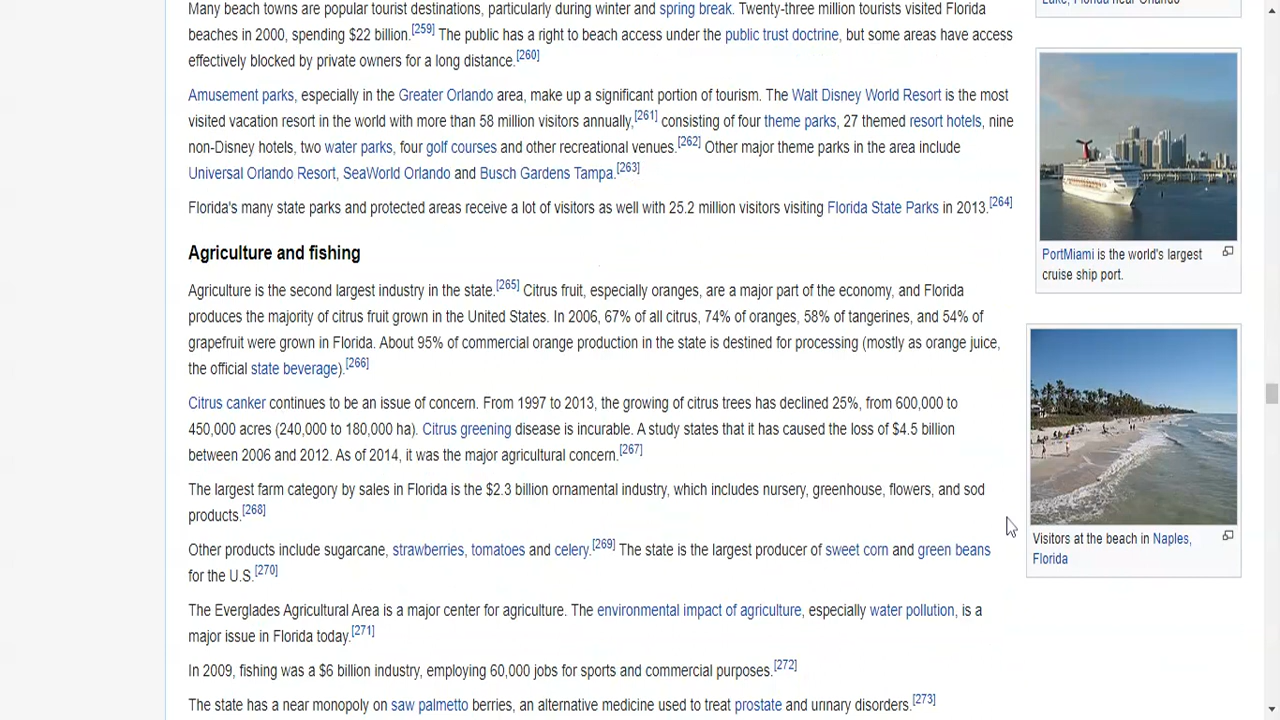 Lake, Florida near Orlando
Many beach towns are popular tourist destinations, particularly during winter and spring break. Twenty-three million tourists visited Florida
beaches in 2000, spending $22 billion.[259] The public has a right to beach access under the public trust doctrine, but some areas have access
effectively blocked by private owners for a long distance.[260]
Amusement parks, especially in the Greater Orlando area, make up a significant portion of tourism. The Walt Disney World Resort is the most
visited vacation resort in the world with more than 58 million visitors annually,[261] consisting of four theme parks, 27 themed resort hotels, nine
non-Disney hotels, two water parks, four golf courses and other recreational venues.[262] Other major theme parks in the area include
Universal Orlando Resort, SeaWorld Orlando and Busch Gardens Tampa.[263]
Florida's many state parks and protected areas receive a lot of visitors as well with 25.2 million visitors visiting Florida State Parks in 2013.[264]
PortMiami is the world's largest
cruise ship port.
Agriculture and fishing
Agriculture is the second largest industry in the state.[265] Citrus fruit, especially oranges, are a major part of the economy, and Florida
produces the majority of citrus fruit grown in the United States. In 2006, 67% of all citrus, 74% of oranges, 58% of tangerines, and 54% of
grapefruit were grown in Florida. About 95% of commercial orange production in the state is destined for processing (mostly as orange juice,
the official state beverage).[266]
Citrus canker continues to be an issue of concern. From 1997 to 2013, the growing of citrus trees has declined 25%, from 600,000 to
450,000 acres (240,000 to 180,000 ha). Citrus greening disease is incurable. A study states that it has caused the loss of $4.5 billion
between 2006 and 2012. As of 2014, it was the major agricultural concern.[267]
The largest farm category by sales in Florida is the $2.3 billion ornamental industry, which includes nursery, greenhouse, flowers, and sod
products.[268]
Visitors at the beach in Naples,
Florida
Other products include sugarcane, strawberries, tomatoes and celery.[269] The state is the largest producer of sweet corn and green beans
for the U.S.[270]
The Everglades Agricultural Area is a major center for agriculture. The environmental impact of agriculture, especially water pollution, is a
major issue in Florida today.[271]
In 2009, fishing was a $6 billion industry, employing 60,000 jobs for sports and commercial purposes.[272]
The state has a near monopoly on saw palmetto berries, an alternative medicine used to treat prostate and urinary disorders.[273]